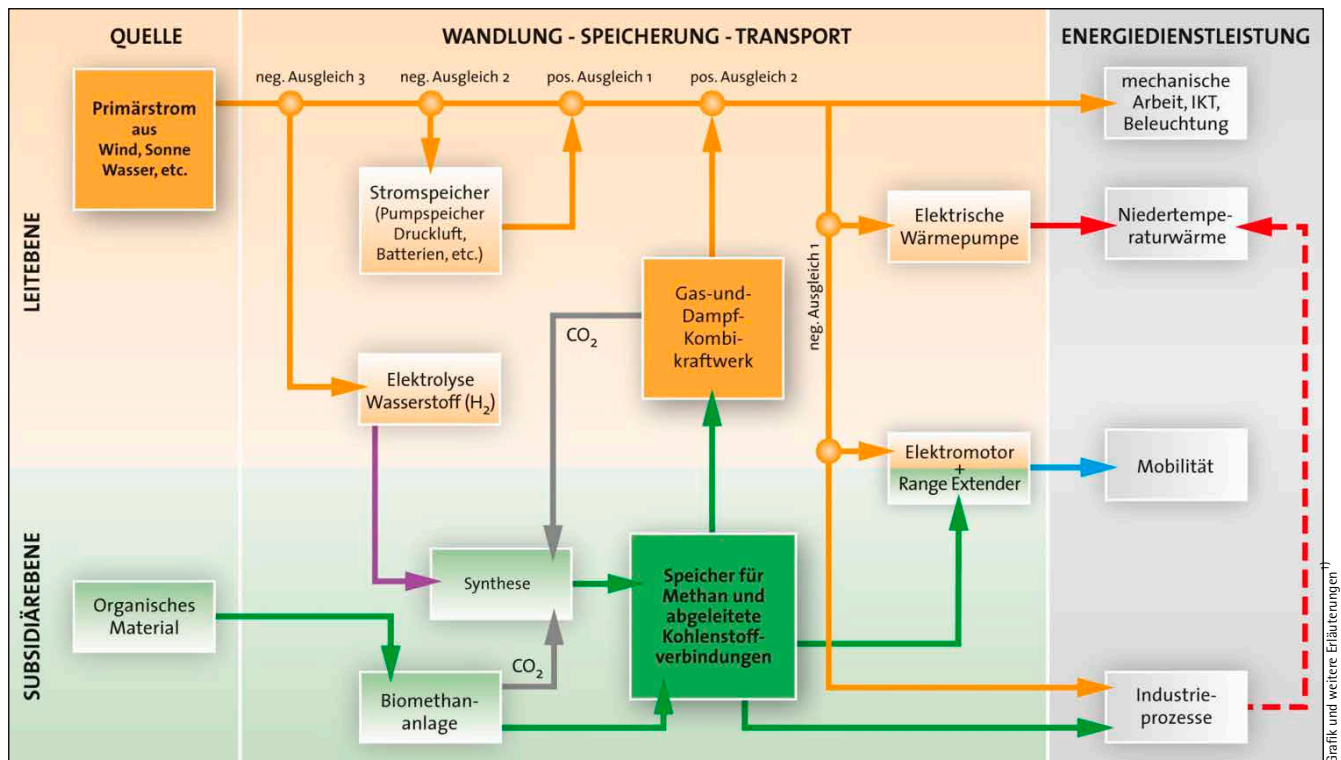 QUELLE
WANDLUNG - SPEICHERUNG - TRANSPORT
ENERGIEDIENSTLEISTUNG
neg. Ausgleich 3
neg. Ausgleich 2
pos. Ausgleich 1
pos. Ausgleich 2
Primärstrom
aus
Wind, Sonne
Wasser, etc.
mechanische
Arbeit, IKT,
Beleuchtung
LEITEBENE
Stromspeicher
(Pumpspeicher
Druckluft,
Batterien, etc.)
neg. Ausgleich 1
Elektrische
Wärmepumpe
Niedertempe-
raturwärme
Gas-und-
Dampf-
Kombi-
kraftwerk
CO2
Elektrolyse
Wasserstoff (H2)
Elektromotor
+
Range Extender
Mobilität
SUBSIDIÄREBENE
Organisches
Material
Synthese
Speicher für
Methan und
abgeleitete
Kohlenstoff-
verbindungen
CO2
Biomethan-
anlage
Industrie-
prozesse
Grafik und weitere Erläuterungen 1)